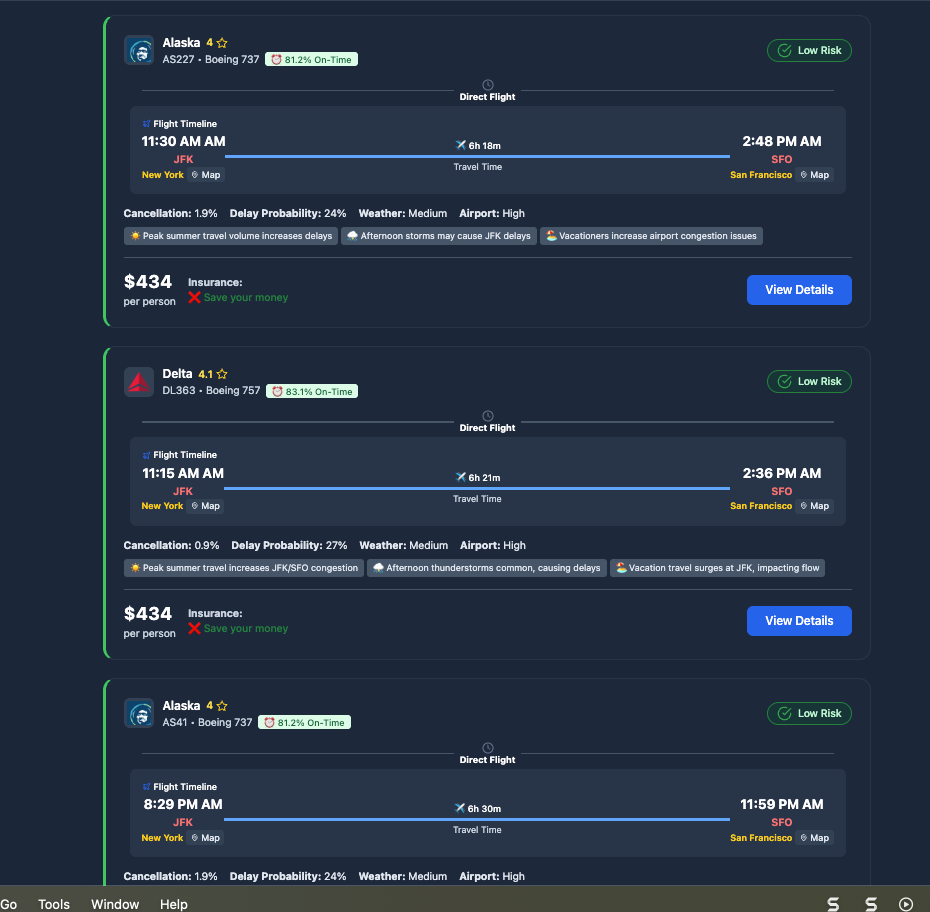 Alaska 4
AS227 • Boeing 737 81.2% On-Time
Low Risk
Direct Flight
Flight Timeline
11:30 AM AM 6h 18m 2:48 PM AM
JFK Travel Time SFO
New York Map San Francisco Map
Cancellation: 1.9% Delay Probability: 24% Weather: Medium Airport: High
Peak summer travel volume increases delays Afternoon storms may cause JFK delays Vacationers increase airport congestion issues
$434 Insurance:
per person Save your money
View Details
Delta 4.1
DL363 • Boeing 757 83.1% On-Time
Low Risk
Direct Flight
Flight Timeline
11:15 AM AM 6h 21m 2:36 PM AM
JFK Travel Time SFO
New York Map San Francisco Map
Cancellation: 0.9% Delay Probability: 27% Weather: Medium Airport: High
Peak summer travel increases JFK/SFO congestion Afternoon thunderstorms common, causing delays Vacation travel surges at JFK, impacting flow
$434 Insurance:
per person Save your money
View Details
Alaska 4
AS41 • Boeing 737 81.2% On-Time
Low Risk
Direct Flight
Flight Timeline
8:29 PM AM 6h 30m 11:59 PM AM
JFK Travel Time SFO
New York Map San Francisco Map
Cancellation: 1.9% Delay Probability: 24% Weather: Medium Airport: High
Go Tools Window Help